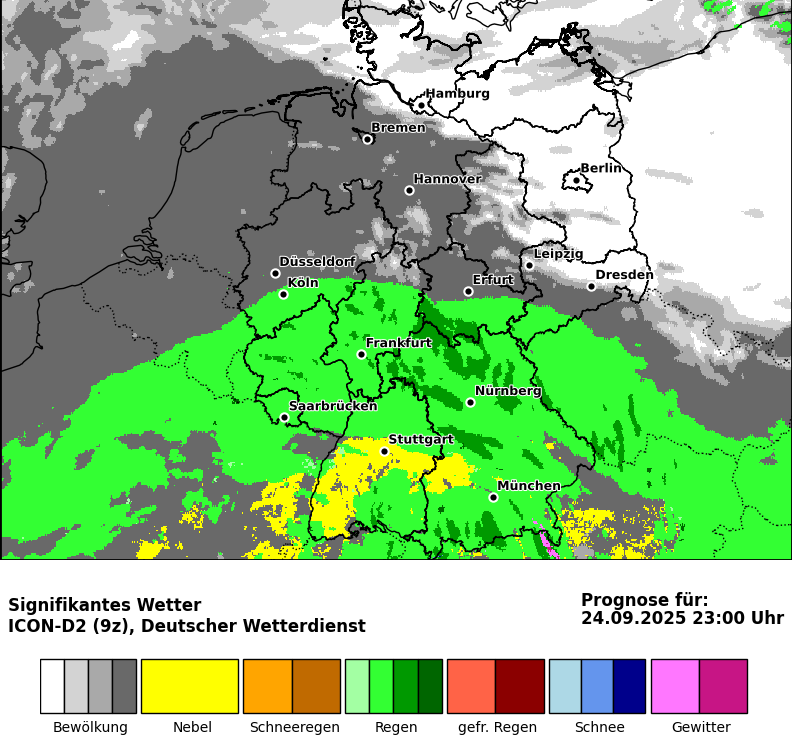 Hamburg
Bremen
Berlin
Hannover
Leipzig
Düsseldorf
Dresden
Köln
Erfurt
Frankfurt
Nürnberg
Saarbrücken
Stuttgart
München
Signifikantes Wetter
ICON-D2 (9z), Deutscher Wetterdienst
Prognose für:
24.09.2025 23:00 Uhr
Bewölkung
Nebel
Schneeregen
Regen
gefr. Regen
Schnee
Gewitter